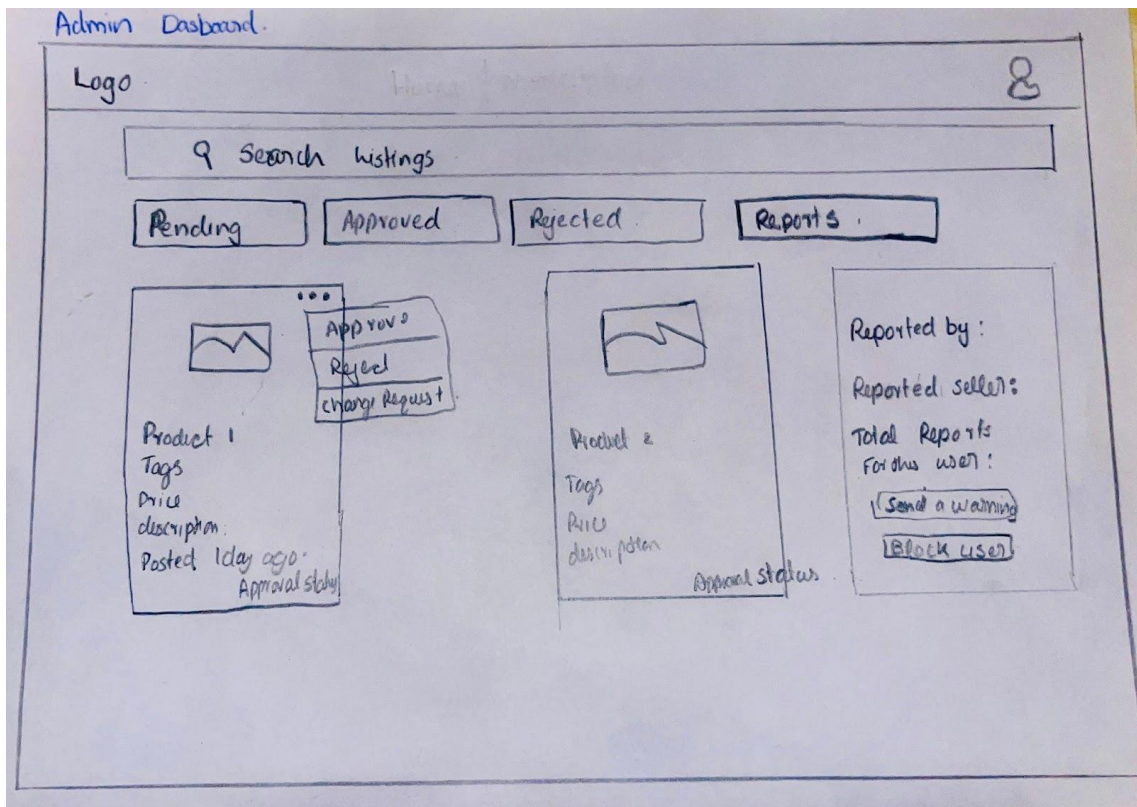 Admin Dasboard.
Logo
Search Listings
Pending
Approved
Rejected
Reports
Approve
Reject
Change Request
Product 1
Tags
Price
description.
Posted 1day ago.
Approval status
Product 2
Tags
Price
description
Approval status
Reported by :
Reported seller:
Total Reports
For this user :
Send a warning
Block user